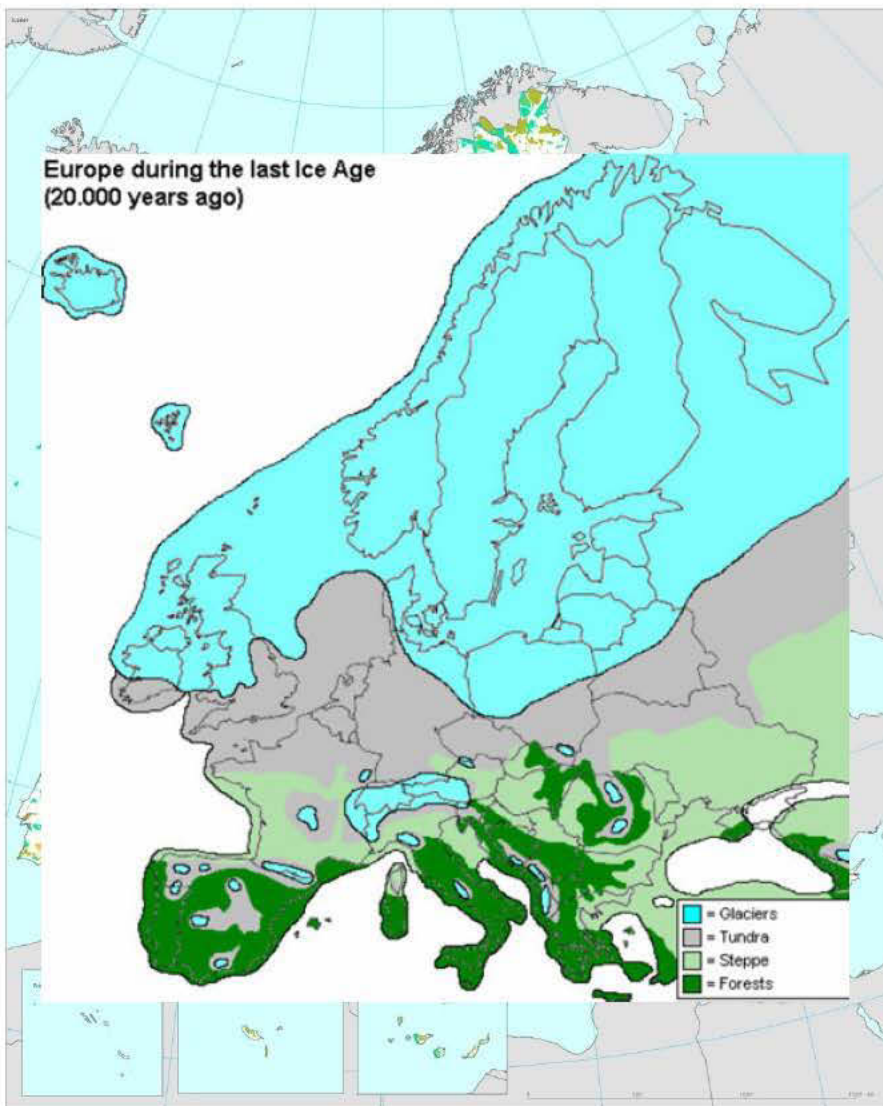 Europe during the last Ice Age
(20.000 years ago)
= Glaciers
= Tundra
= Steppe
= Forests